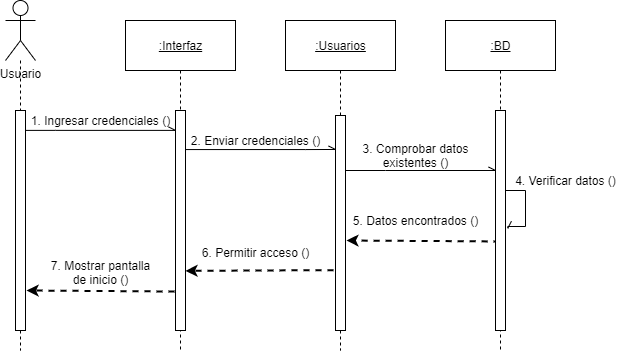 Usuario
:Interfaz
:Usuarios
:BD
1. Ingresar credenciales ()
2. Enviar credenciales ()
3. Comprobar datos
existentes ()
4. Verificar datos ()
5. Datos encontrados ()
6. Permitir acceso ()
7. Mostrar pantalla
de inicio ()